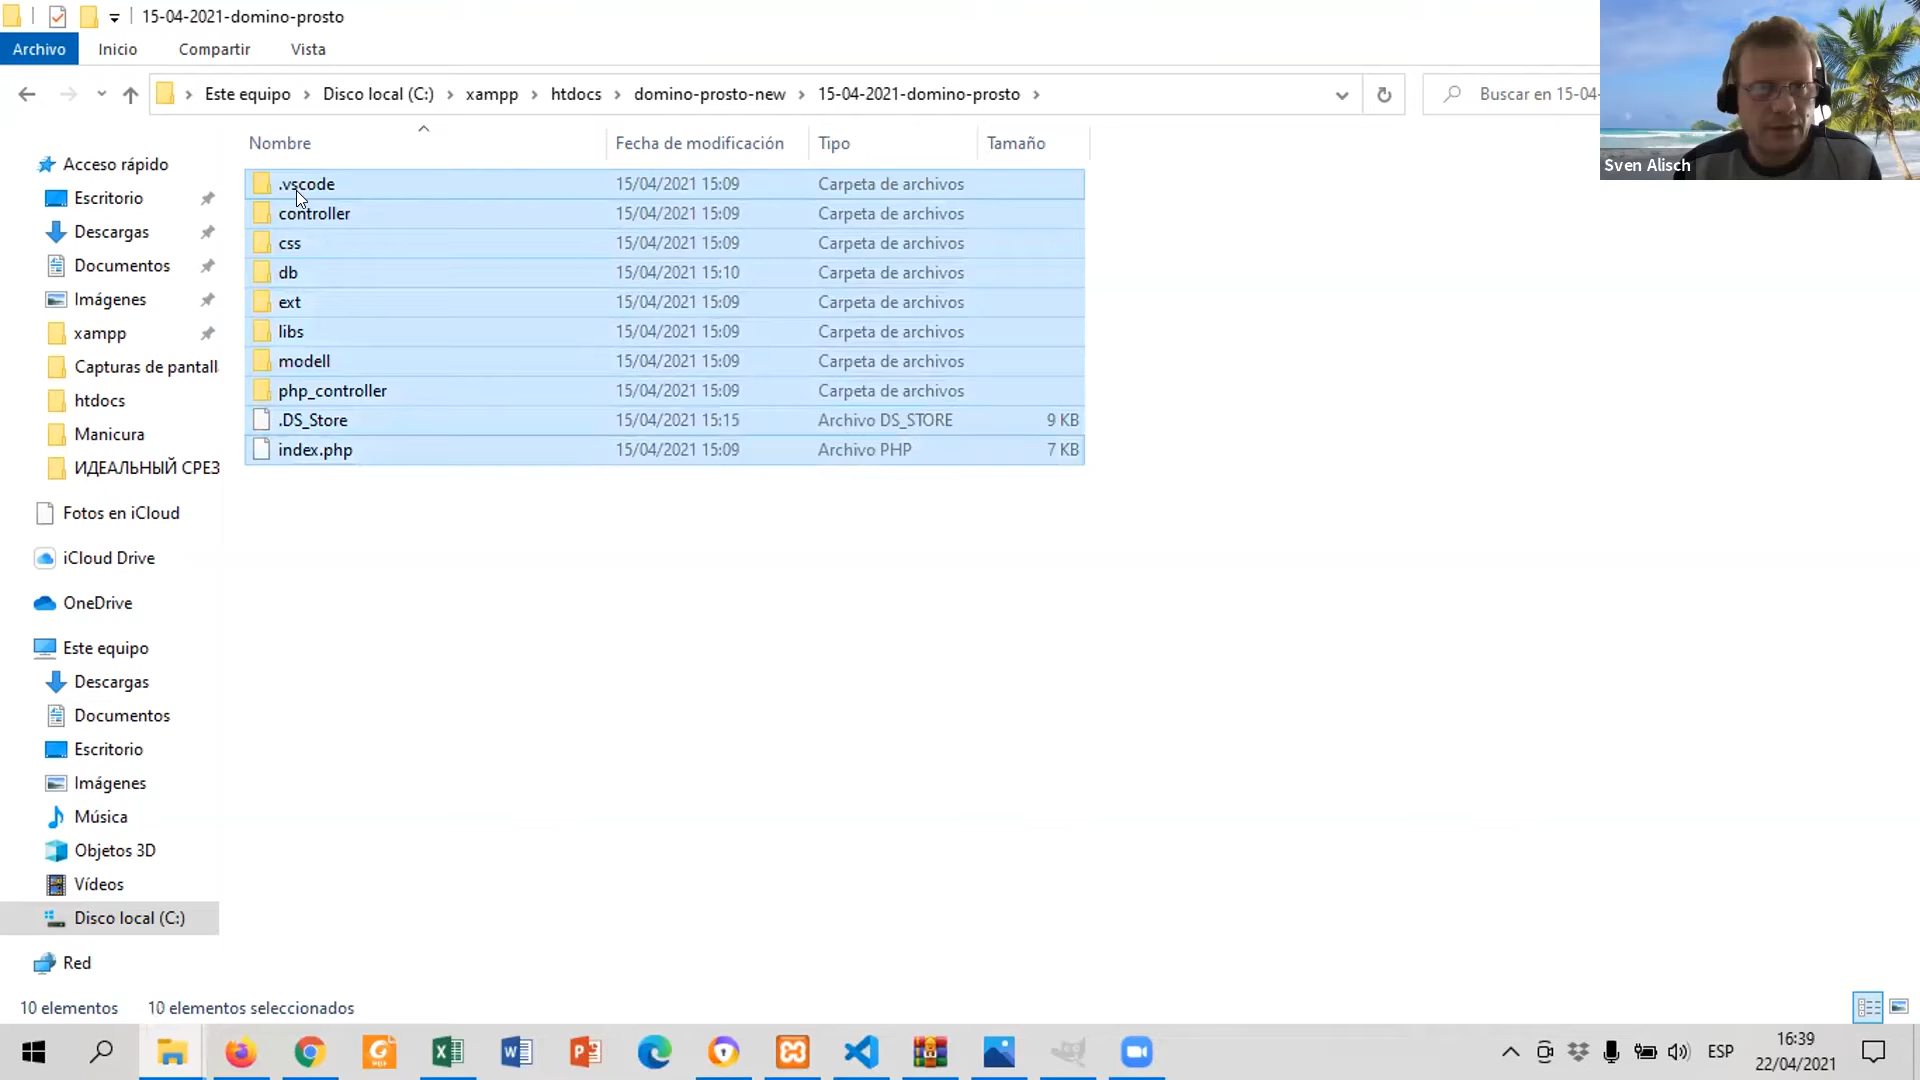 15-04-2021-domino-prosto
Archivo Inicio Compartir Vista
Este equipo Disco local (C:) xampp htdocs domino-prosto-new 15-04-2021-domino-prosto
Buscar en 15-04-
Sven Alisch
Nombre Fecha de modificación Tipo Tamaño
.vscode 15/04/2021 15:09 Carpeta de archivos
controller 15/04/2021 15:09 Carpeta de archivos
css 15/04/2021 15:09 Carpeta de archivos
db 15/04/2021 15:10 Carpeta de archivos
ext 15/04/2021 15:09 Carpeta de archivos
libs 15/04/2021 15:09 Carpeta de archivos
modell 15/04/2021 15:09 Carpeta de archivos
php_controller 15/04/2021 15:09 Carpeta de archivos
.DS_Store 15/04/2021 15:15 Archivo DS_STORE 9 KB
index.php 15/04/2021 15:09 Archivo PHP 7 KB
Acceso rápido
Escritorio
Descargas
Documentos
Imágenes
xampp
Capturas de pantall
htdocs
Manicura
ИДЕАЛЬНЫЙ СРЕЗ
Fotos en iCloud
iCloud Drive
OneDrive
Este equipo
Descargas
Documentos
Escritorio
Imágenes
Música
Objetos 3D
Vídeos
Disco local (C:)
Red
10 elementos 10 elementos seleccionados
ESP
16:39
22/04/2021